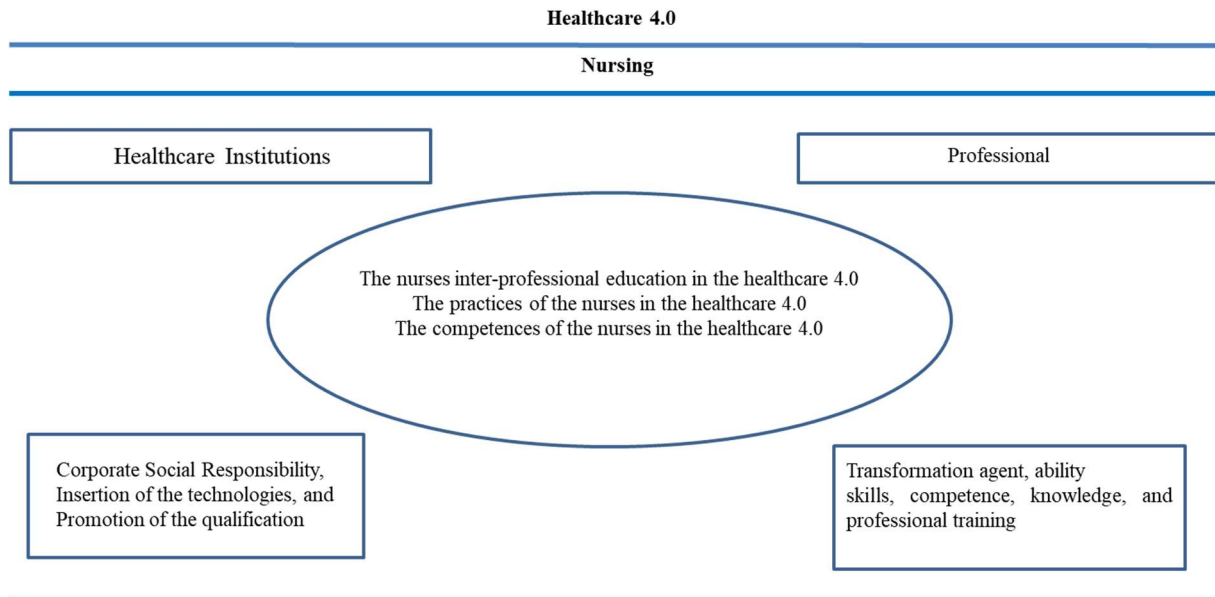 Healthcare 4.0
Nursing
Healthcare Institutions
Professional
The nurses inter-professional education in the healthcare 4.0
The practices of the nurses in the healthcare 4.0
The competences of the nurses in the healthcare 4.0
Corporate Social Responsibility,
Insertion of the technologies, and
Promotion of the qualification
Transformation agent, ability
skills, competence, knowledge, and
professional training